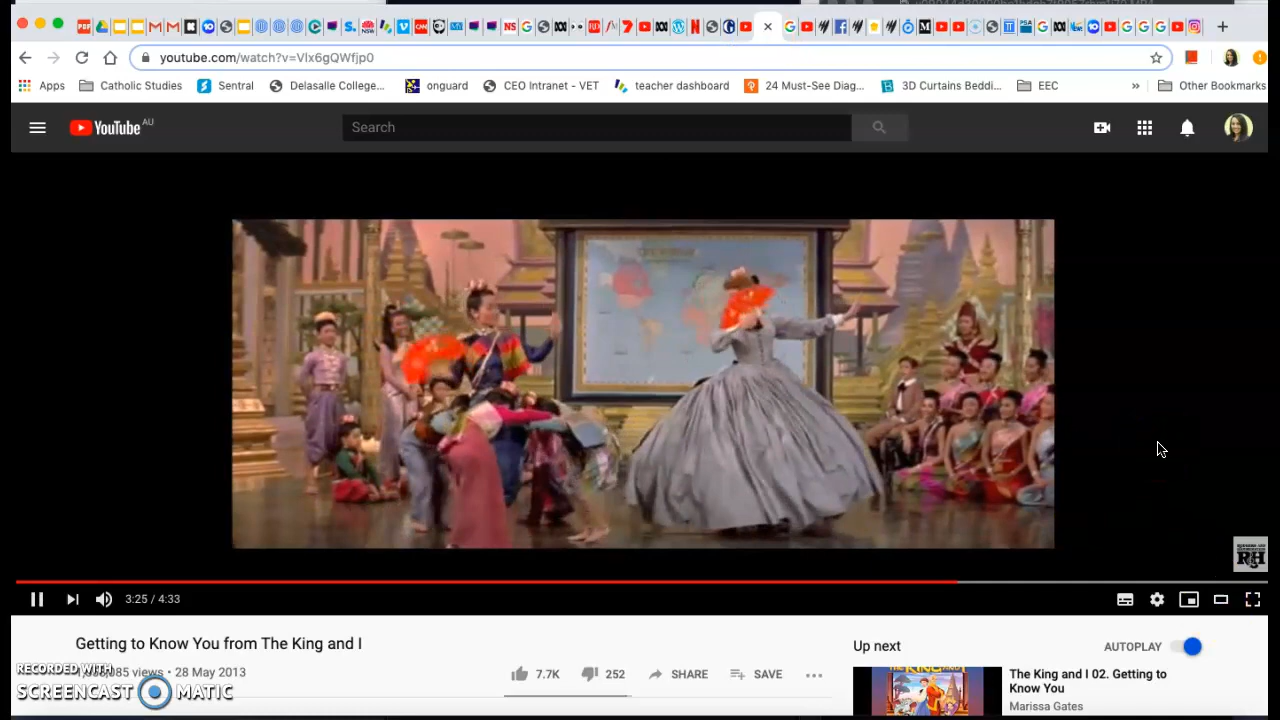 youtube.com/watch?v=Vlx6gQWfjp0
Apps Catholic Studies Sentral Delasalle College... onguard CEO Intranet - VET teacher dashboard 24 Must-See Diag... 3D Curtains Beddi... EEC » Other Bookmarks
YouTube AU
Search
R&H
3:25 / 4:33
Getting to Know You from The King and I
Up next
AUTOPLAY
views • 28 May 2013
7.7K 252 SHARE SAVE
RECORDED WITH
SCREENCAST MATIC
The King and I 02. Getting to
Know You
Marissa Gates